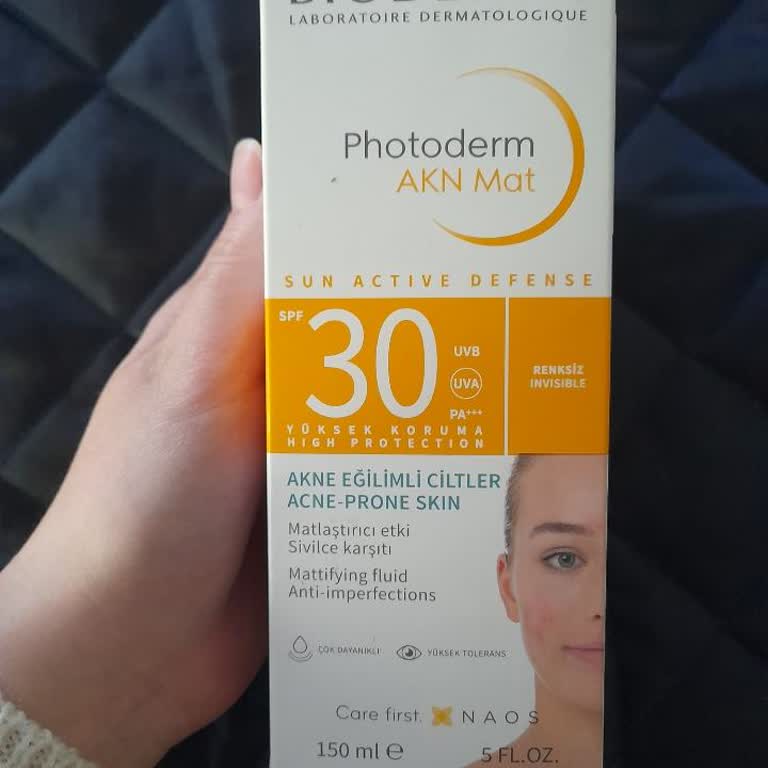 LABORATOIRE DERMATOLOGIQUE
Photoderm
AKN Mat
SUN ACTIVE DEFENSE
SPF 30
UVB
UVA
PA+++
YÜKSEK KORUMA
HIGH PROTECTION
RENKSİZ
INVISIBLE
AKNE EĞİLİMLİ CİLTLER
ACNE-PRONE SKIN
Matlaştırıcı etki
Sivilce karşıtı
Mattifying fluid
Anti-imperfections
ÇOK DAYANIKLI
YÜKSEK TOLERANS
Care first. NAOS
150 ml ℮ 5 FL.OZ.